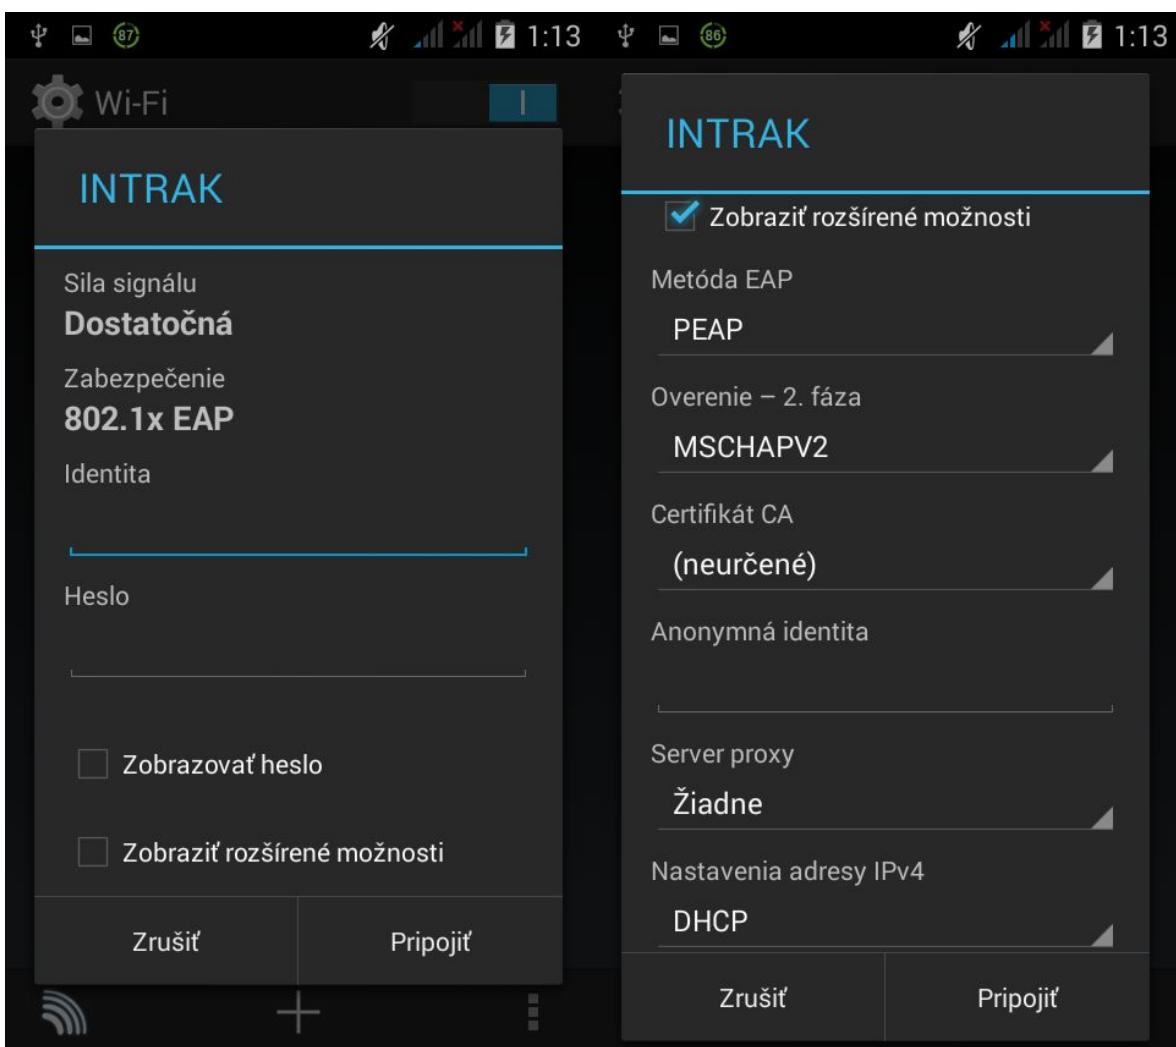 87
1:13
Wi-Fi
INTRAK
Sila signálu
Dostatočná
Zabezpečenie
802.1x EAP
Identita
Heslo
Zobrazovať heslo
Zobraziť rozšírené možnosti
Zrušiť
Pripojiť
86
1:13
INTRAK
Zobraziť rozšírené možnosti
Metóda EAP
PEAP
Overenie – 2. fáza
MSCHAPV2
Certifikát CA
(neurčené)
Anonymná identita
Server proxy
Žiadne
Nastavenia adresy IPv4
DHCP
Zrušiť
Pripojiť